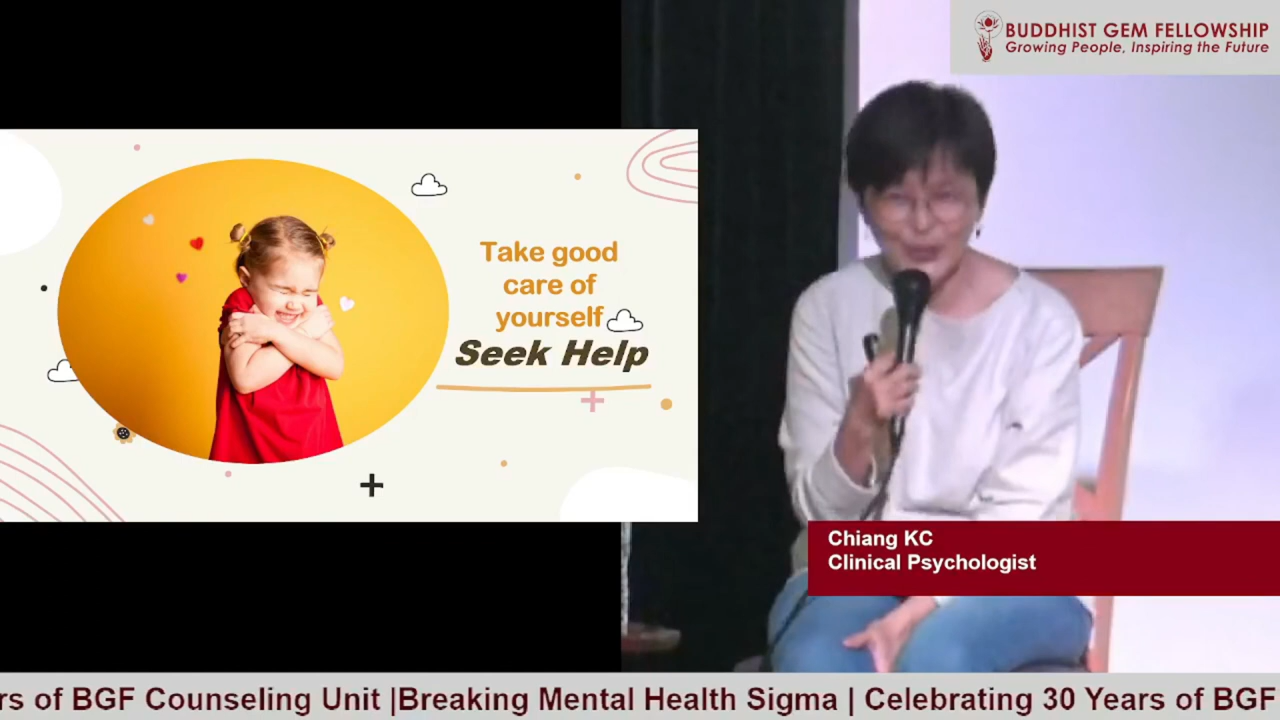 BUDDHIST GEM FELLOWSHIP
Growing People, Inspiring the Future
Take good
care of
yourself
Seek Help
Chiang KC
Clinical Psychologist
rs of BGF Counseling Unit |Breaking Mental Health Sigma | Celebrating 30 Years of BGF